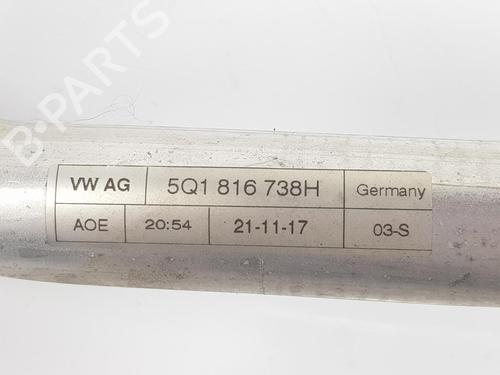 B-PARTS
VW AG 5Q1 816 738H Germany
AOE 20:54 21-11-17 03-S